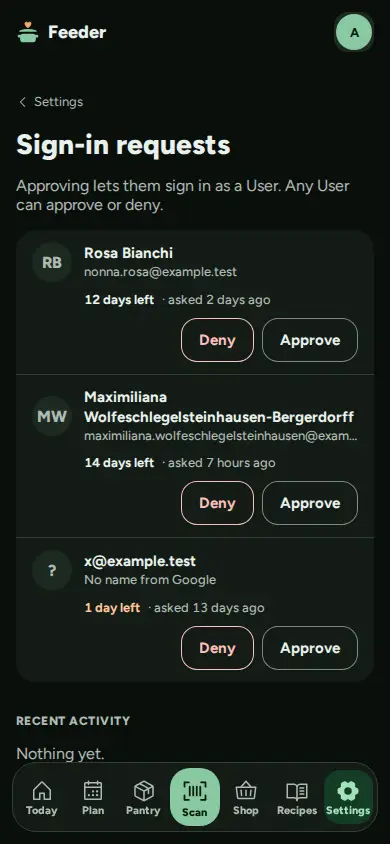 Feeder
A
Settings
Sign-in requests
Approving lets them sign in as a User. Any User
can approve or deny.
RB
Rosa Bianchi
nonna.rosa@example.test
12 days left · asked 2 days ago
Deny
Approve
MW
Maximiliana
Wolfeschlegelsteinhausen-Bergerdorff
maximiliana.wolfeschlegelsteinhausen@exam...
14 days left · asked 7 hours ago
Deny
Approve
?
x@example.test
No name from Google
1 day left · asked 13 days ago
Deny
Approve
RECENT ACTIVITY
Nothing yet.
Today
Plan
Pantry
Scan
Shop
Recipes
Settings